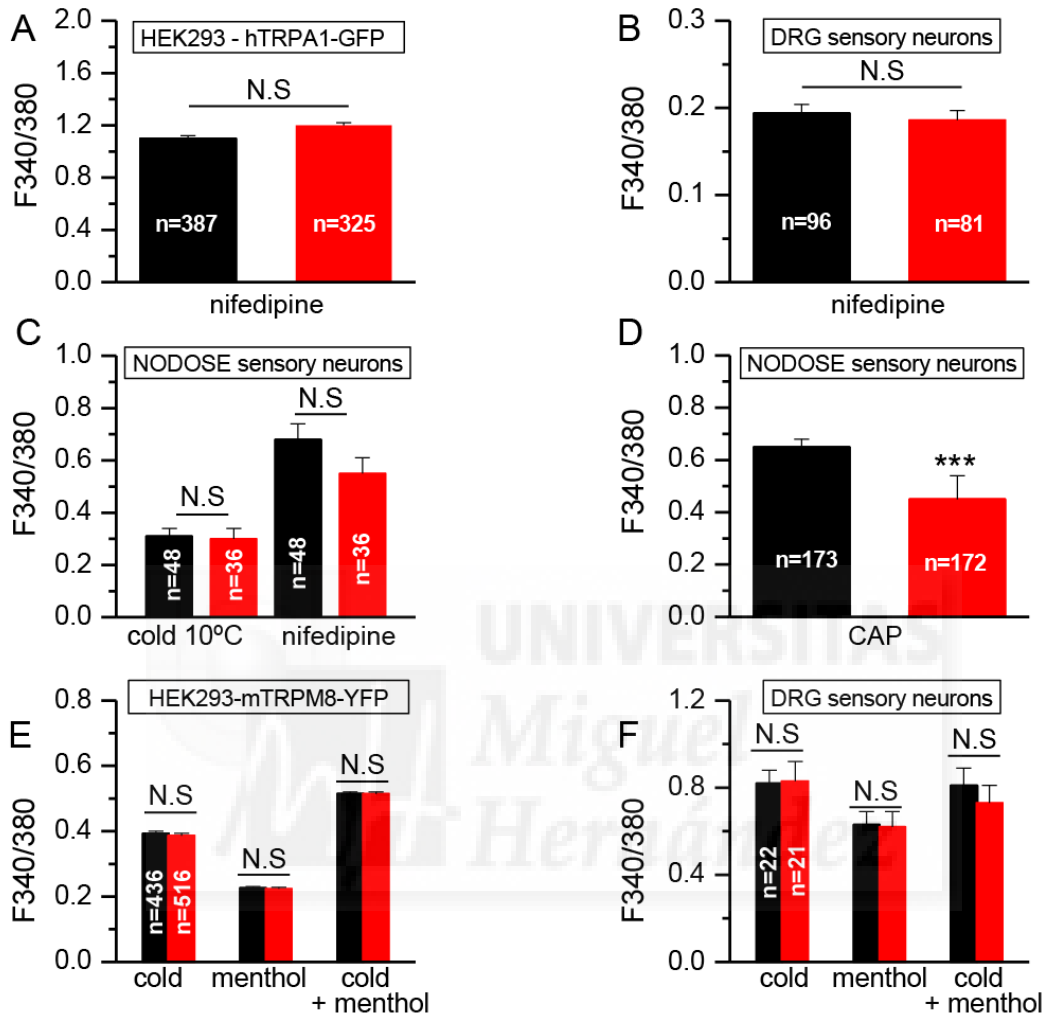 A
HEK293 - hTRPA1-GFP
F340/380
2.0
1.6
1.2
0.8
0.4
0.0
N.S
n=387
n=325
nifedipine
B
DRG sensory neurons
F340/380
0.3
0.2
0.1
0.0
N.S
n=96
n=81
nifedipine
C
NODOSE sensory neurons
F340/380
1.0
0.8
0.6
0.4
0.2
0.0
N.S
N.S
n=48
n=36
n=48
n=36
cold 10ºC
nifedipine
D
NODOSE sensory neurons
F340/380
1.0
0.8
0.6
0.4
0.2
0.0
***
n=173
n=172
CAP
E
HEK293-mTRPM8-YFP
F340/380
0.8
0.6
0.4
0.2
0.0
N.S
N.S
N.S
n=436
n=516
cold
menthol
cold
+ menthol
F
DRG sensory neurons
F340/380
1.2
0.8
0.4
0.0
N.S
N.S
N.S
n=22
n=21
cold
menthol
cold
+ menthol
UNIVERSITAS
Miguel
Hernández